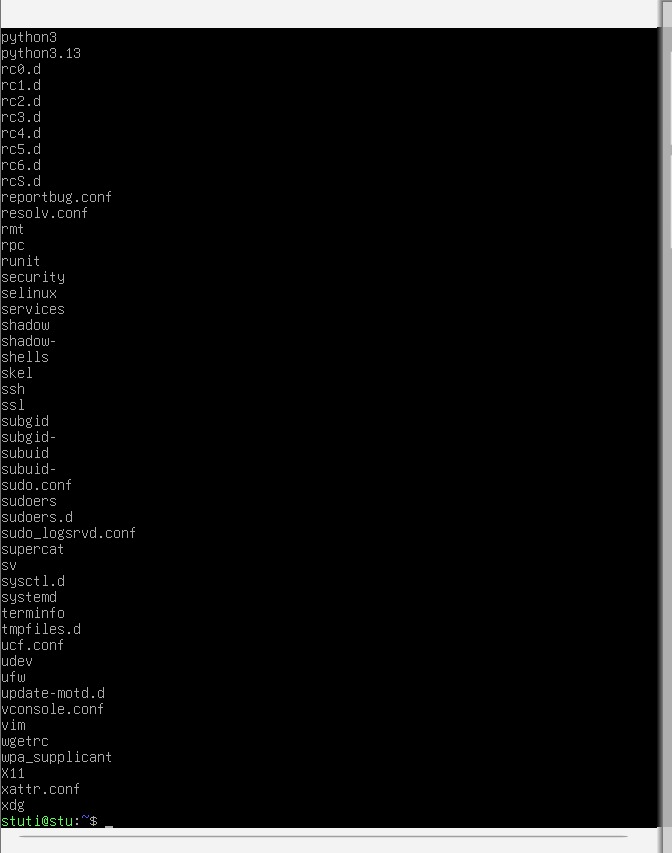 python3
python3.13
rc0.d
rc1.d
rc2.d
rc3.d
rc4.d
rc5.d
rc6.d
rcS.d
reportbug.conf
resolv.conf
rmt
rpc
runit
security
selinux
services
shadow
shadow-
shells
skel
ssh
ssl
subgid
subgid-
subuid
subuid-
sudo.conf
sudoers
sudoers.d
sudo_logsrvd.conf
supercat
sv
sysctl.d
systemd
terminfo
tmpfiles.d
ucf.conf
udev
ufw
update-motd.d
vconsole.conf
vim
wgetrc
wpa_supplicant
X11
xattr.conf
xdg
stuti@stu:~$ _